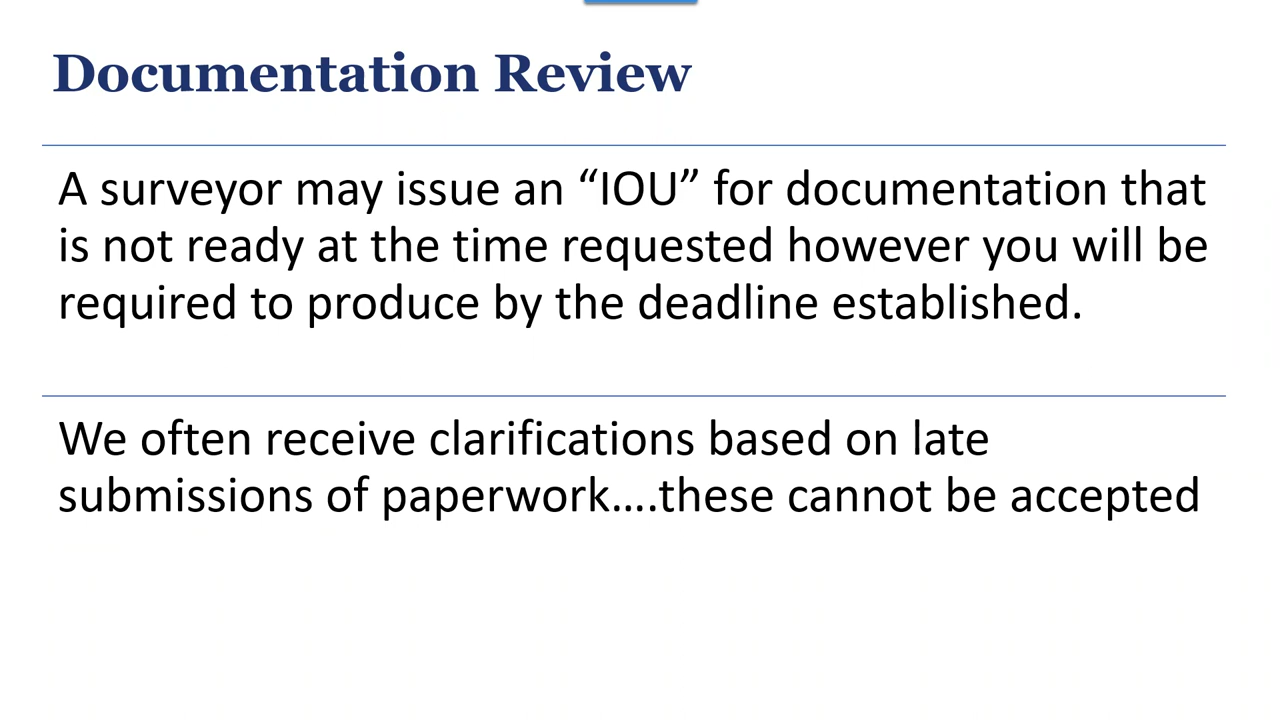 Documentation Review
A surveyor may issue an “IOU” for documentation that
is not ready at the time requested however you will be
required to produce by the deadline established.
We often receive clarifications based on late
submissions of paperwork....these cannot be accepted